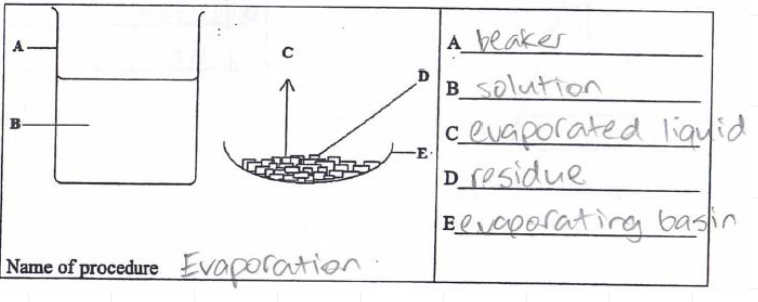 A
B
C
D
E
Name of procedure Evaporation
A beaker
B solution
C evaporated liquid
D residue
E evaporating basin